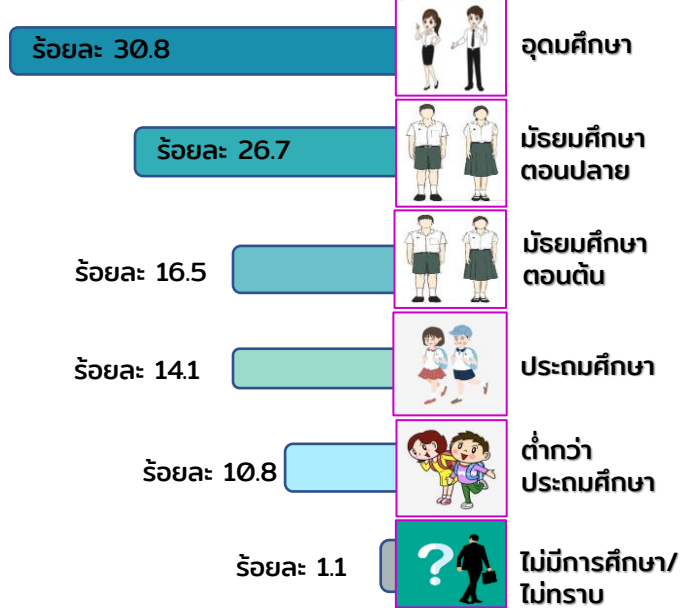 ร้อยละ 30.8
อุดมศึกษา
ร้อยละ 26.7
มัธยมศึกษา
ตอนปลาย
ร้อยละ 16.5
มัธยมศึกษา
ตอนต้น
ร้อยละ 14.1
ประถมศึกษา
ร้อยละ 10.8
ต่ำกว่า
ประถมศึกษา
ร้อยละ 1.1
?
ไม่มีการศึกษา/
ไม่ทราบ